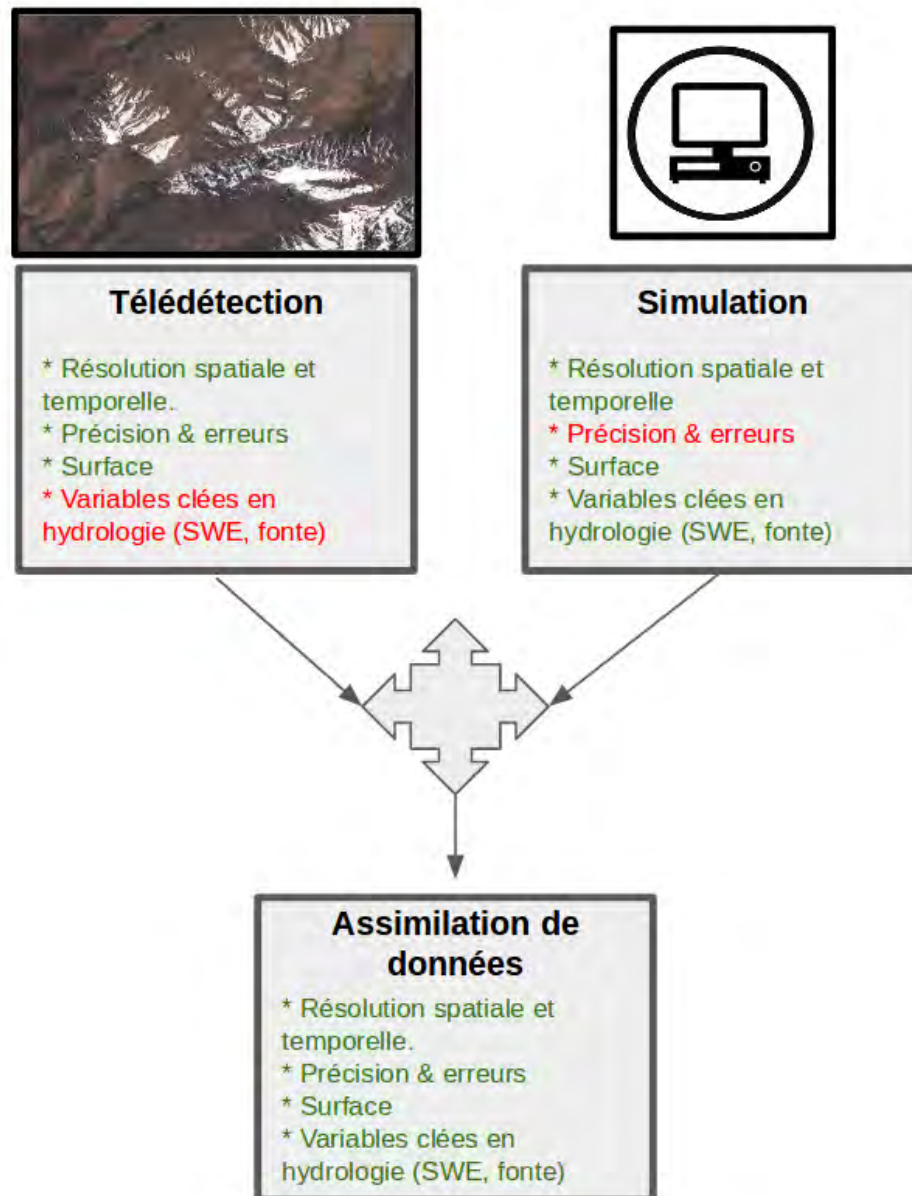 Télédétection
* Résolution spatiale et
temporelle.
* Précision & erreurs
* Surface
* Variables clées en
hydrologie (SWE, fonte)
Simulation
* Résolution spatiale et
temporelle
* Précision & erreurs
* Surface
* Variables clées en
hydrologie (SWE, fonte)
Assimilation de
données
* Résolution spatiale et
temporelle.
* Précision & erreurs
* Surface
* Variables clées en
hydrologie (SWE, fonte)